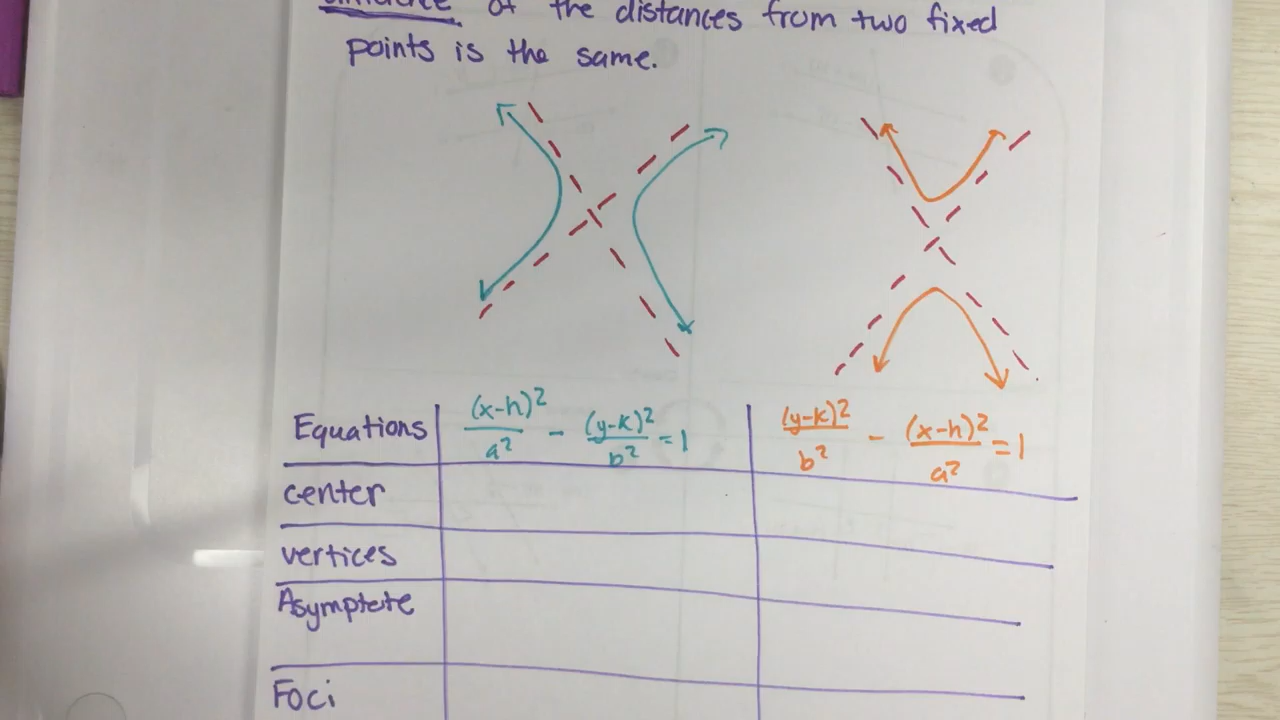 of the distances from two fixed
points is the same.
Equations (x-h)²/a² - (y-k)²/b² = 1 (y-k)²/b² - (x-h)²/a² = 1
center
vertices
Asymptote
Foci